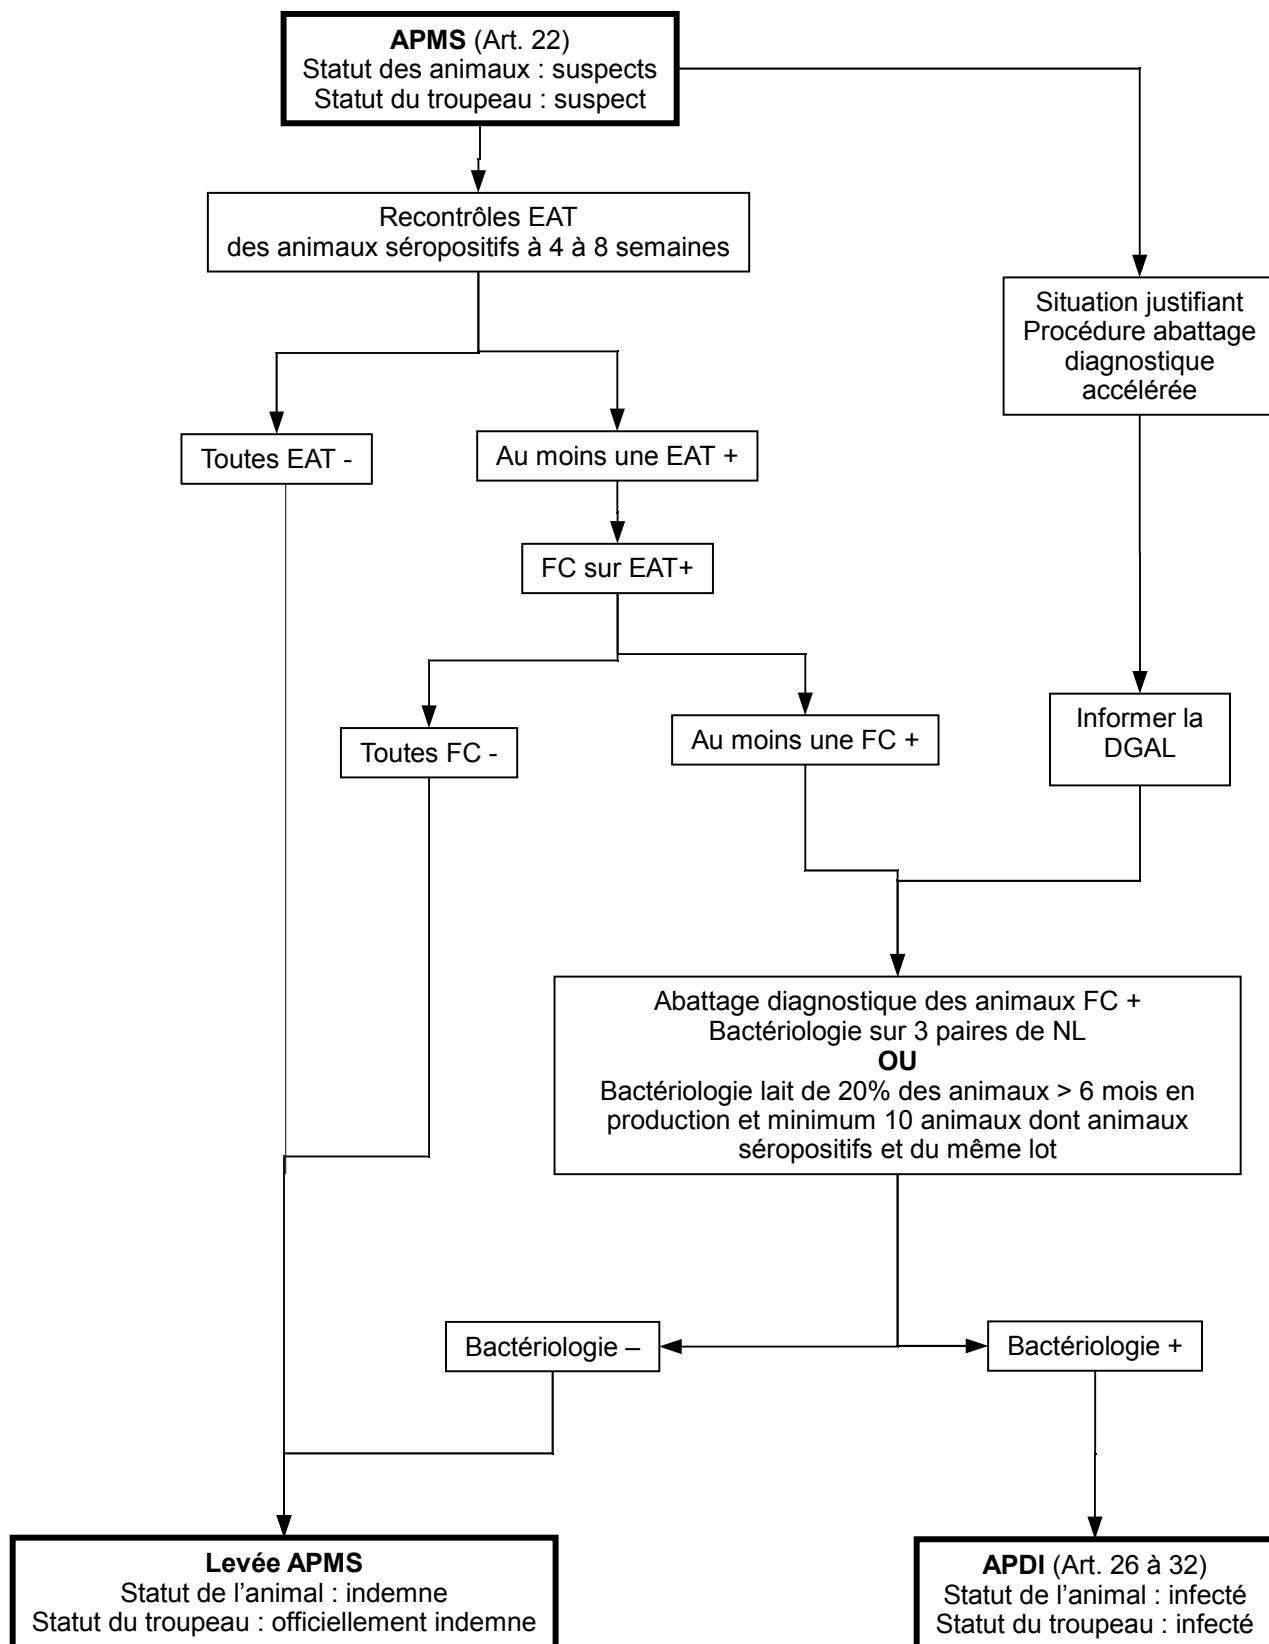 APMS (Art. 22)
Statut des animaux : suspects
Statut du troupeau : suspect
Recontrôles EAT
des animaux séropositifs à 4 à 8 semaines
Situation justifiant
Procédure abattage
diagnostique
accélérée
Toutes EAT -
Au moins une EAT +
FC sur EAT+
Toutes FC -
Au moins une FC +
Informer la
DGAL
Abattage diagnostique des animaux FC +
Bactériologie sur 3 paires de NL
OU
Bactériologie lait de 20% des animaux > 6 mois en
production et minimum 10 animaux dont animaux
séropositifs et du même lot
Bactériologie –
Bactériologie +
Levée APMS
Statut de l’animal : indemne
Statut du troupeau : officiellement indemne
APDI (Art. 26 à 32)
Statut de l’animal : infecté
Statut du troupeau : infecté